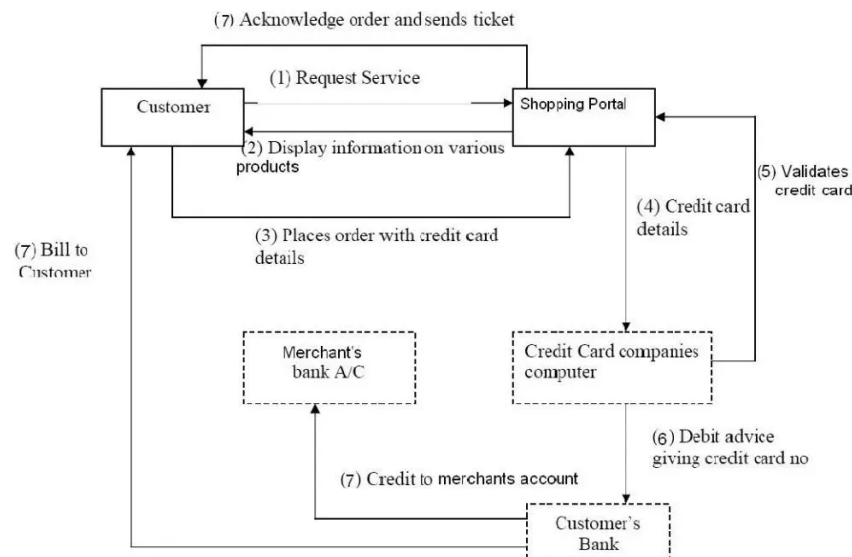 (7) Acknowledge order and sends ticket
(1) Request Service
Customer
Shopping Portal
(2) Display information on various
products
(5) Validates
credit card
(4) Credit card
details
(3) Places order with credit card
details
(7) Bill to
Customer
Merchant's
bank A/C
Credit Card companies
computer
(6) Debit advice
giving credit card no
(7) Credit to merchants account
Customer's
Bank